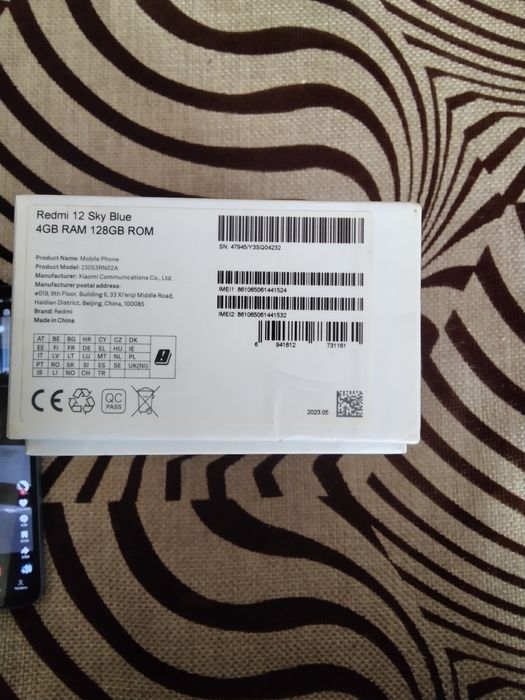 Redmi 12 Sky Blue
4GB RAM 128GB ROM
Product Name: Mobile Phone
Product Model: 23053RN02A
Manufacturer: Xiaomi Communications Co., Ltd.
Manufacturer postal address:
#019, 9th Floor, Building 6, 33 Xi'erqi Middle Road,
Haidian District, Beijing, China, 100085
Brand: Redmi
Made in China
AT BE BG HR CY CZ DK
EE FI FR DE EL HU IE
IT LV LT LU MT NL PL
PT RO SK SI ES SE UK(NI)
IS LI NO CH TR
CE
QC
PASS
SN: 47945/Y3SQ04232
IMEI1: 861065061441524
IMEI2: 861065061441532
6 941812 731161
2023.05